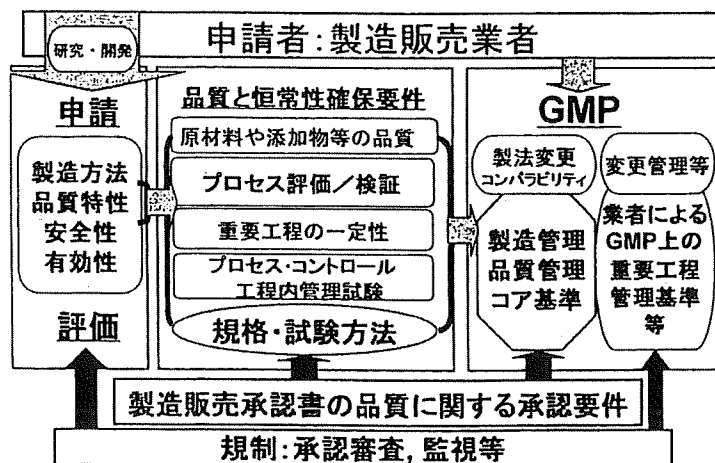 申請者：製造販売業者
研究・開発
申請
製造方法
品質特性
安全性
有効性
評価
品質と恒常性確保要件
原材料や添加物等の品質
プロセス評価／検証
重要工程の一定性
プロセス・コントロール
工程内管理試験
規格・試験方法
GMP
製法変更
コンパラビリティ
変更管理等
製造管理
品質管理
コア基準
業者による
GMP上の
重要工程
管理基準
等
製造販売承認書の品質に関する承認要件
規制：承認審査，監視等